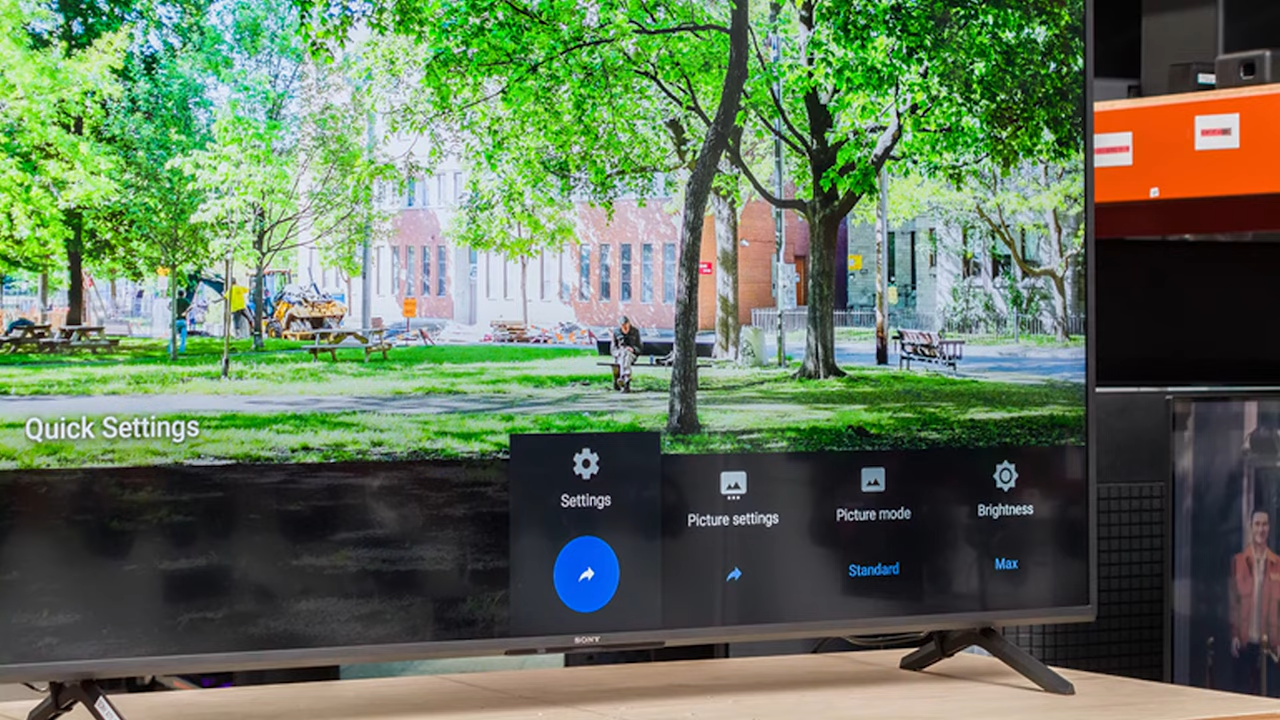 Quick Settings
Settings
Picture settings
Picture mode
Brightness
Standard
Max
SONY